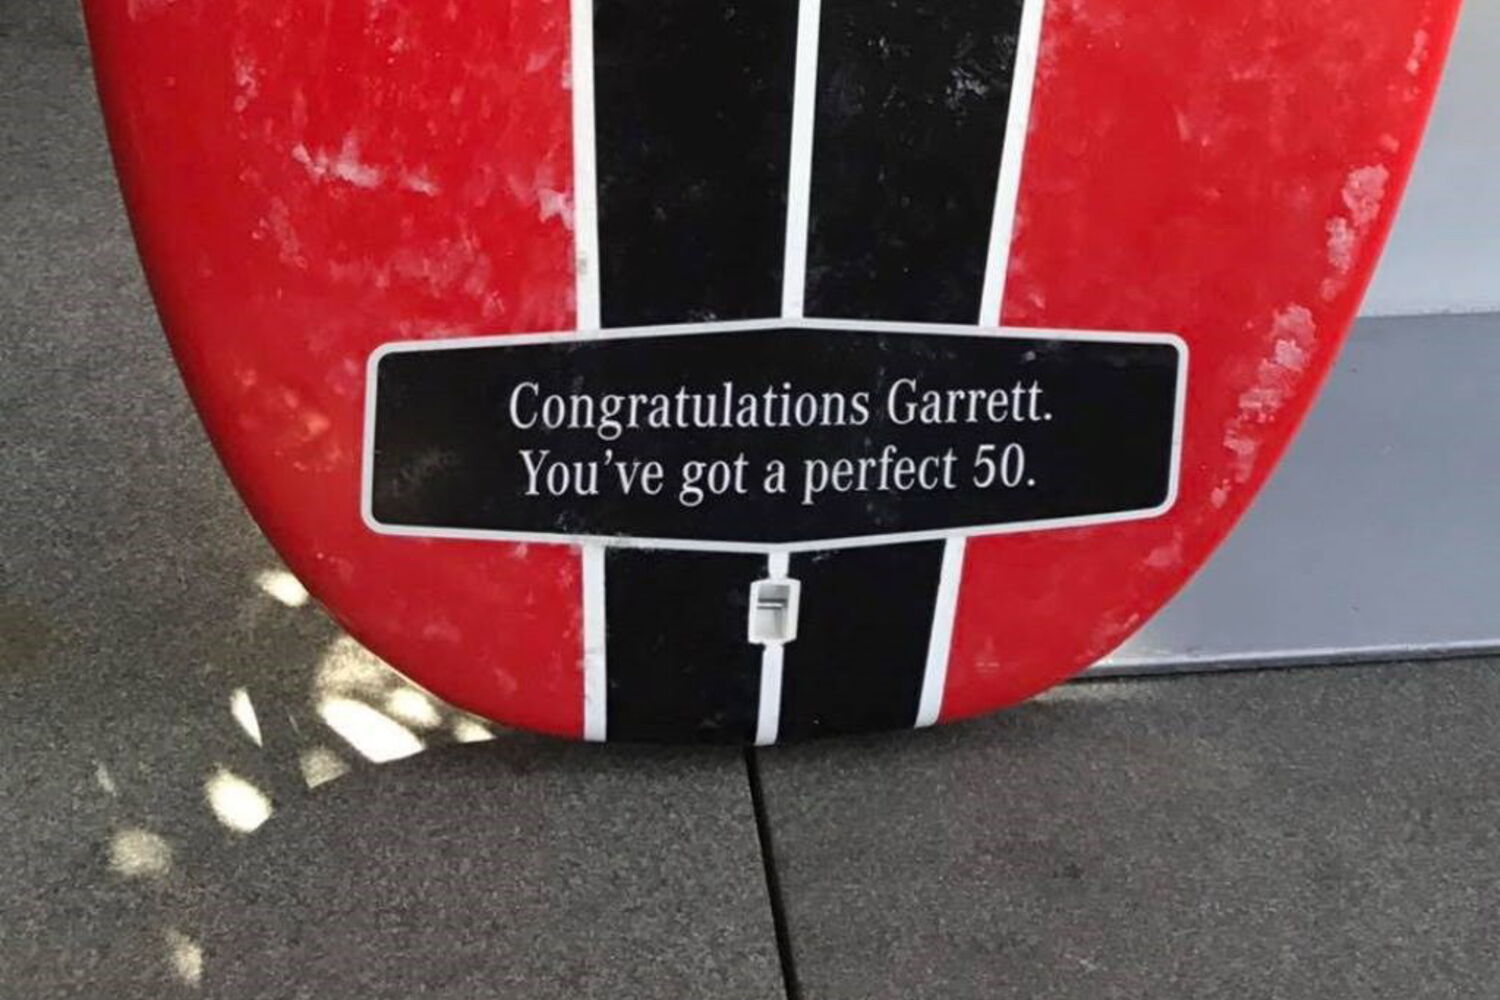 Congratulations Garrett.
You've got a perfect 50.